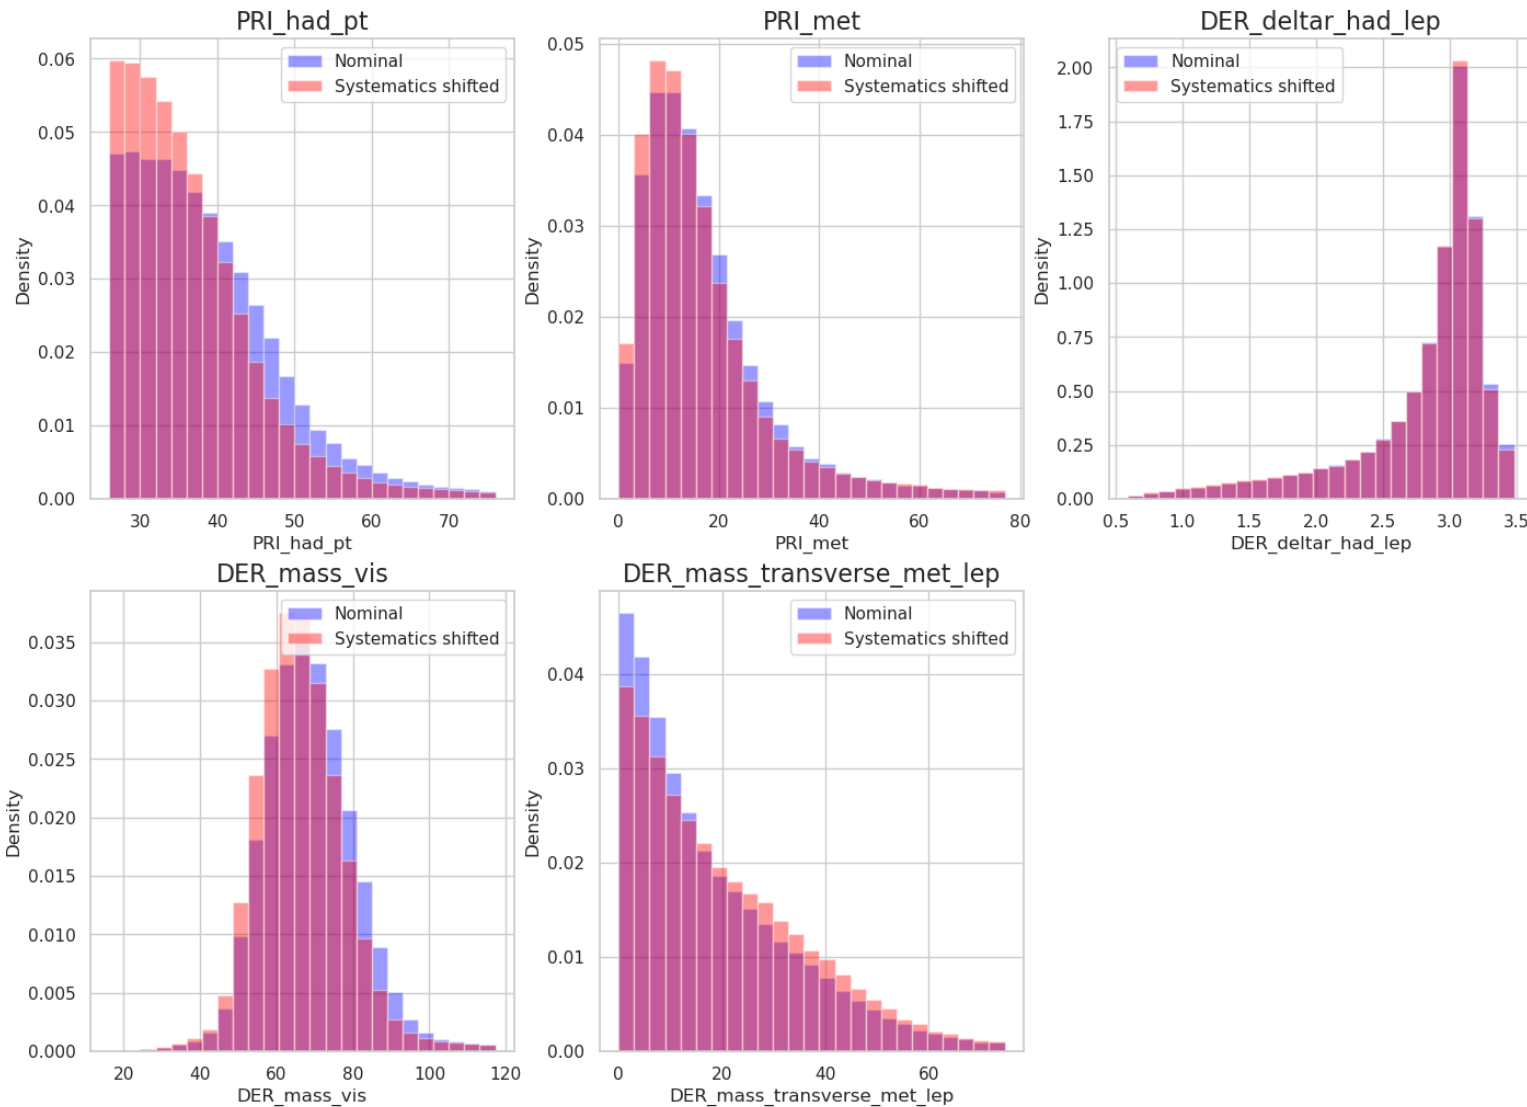 PRI_had_pt
Nominal
Systematics shifted
0.06
0.05
0.04
0.03
0.02
0.01
0.00
Density
30
40
50
60
70
PRI_had_pt
PRI_met
Nominal
Systematics shifted
0.05
0.04
0.03
0.02
0.01
0.00
Density
0
20
40
60
80
PRI_met
DER_deltar_had_lep
Nominal
Systematics shifted
2.00
1.75
1.50
1.25
1.00
0.75
0.50
0.25
0.00
Density
0.5
1.0
1.5
2.0
2.5
3.0
3.5
DER_deltar_had_lep
DER_mass_vis
Nominal
Systematics shifted
0.035
0.030
0.025
0.020
0.015
0.010
0.005
0.000
Density
20
40
60
80
100
120
DER_mass_vis
DER_mass_transverse_met_lep
Nominal
Systematics shifted
0.04
0.03
0.02
0.01
0.00
Density
0
20
40
60
DER_mass_transverse_met_lep